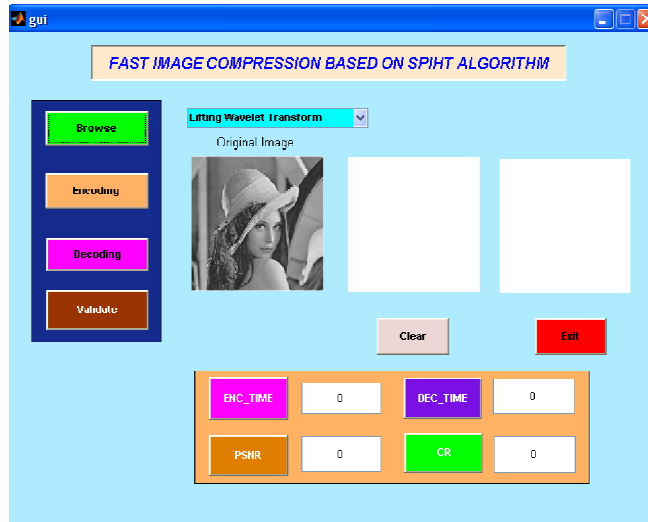 gui
FAST IMAGE COMPRESSION BASED ON SPIHT ALGORITHM
Browse
Encoding
Decoding
Validate
Lifting Wavelet Transform
Original Image
Clear
Exit
ENC_TIME
0
DEC_TIME
0
PSNR
0
CR
0